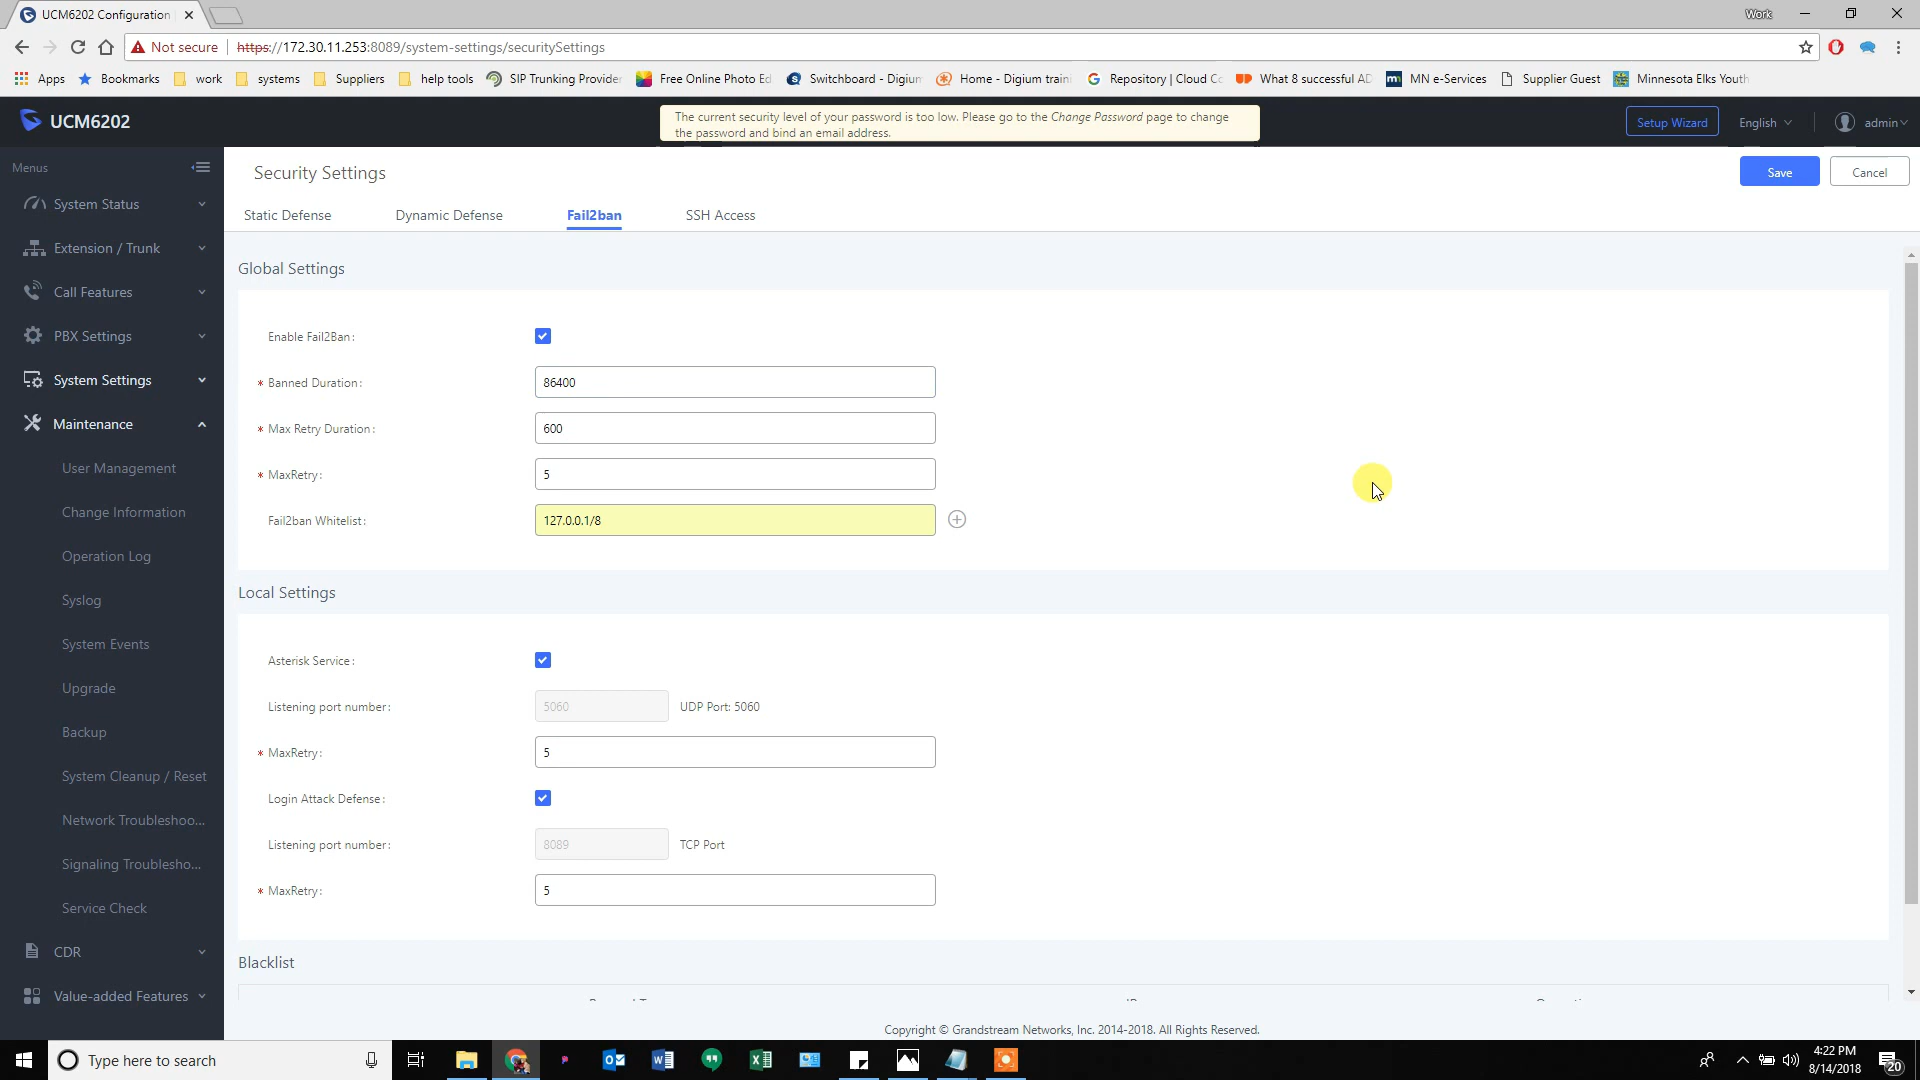 UCM6202 Configuration
Work
Not secure
https://172.30.11.253:8089/system-settings/securitySettings
Apps
Bookmarks
work
systems
Suppliers
help tools
SIP Trunking Provider
Free Online Photo Ed
Switchboard - Digium
Home - Digium traini
Repository | Cloud Co
What 8 successful AD
MN e-Services
Supplier Guest
Minnesota Elks Youth
UCM6202
The current security level of your password is too low. Please go to the Change Password page to change
the password and bind an email address.
Setup Wizard
English
admin
Menus
System Status
Extension / Trunk
Call Features
PBX Settings
System Settings
Maintenance
User Management
Change Information
Operation Log
Syslog
System Events
Upgrade
Backup
System Cleanup / Reset
Network Troubleshoo...
Signaling Troublesho...
Service Check
CDR
Value-added Features
Security Settings
Save
Cancel
Static Defense
Dynamic Defense
Fail2ban
SSH Access
Global Settings
Enable Fail2Ban:
* Banned Duration:
86400
* Max Retry Duration:
600
* MaxRetry:
5
Fail2ban Whitelist:
127.0.0.1/8
Local Settings
Asterisk Service:
Listening port number:
5060
UDP Port: 5060
* MaxRetry:
5
Login Attack Defense:
Listening port number:
8089
TCP Port
* MaxRetry:
5
Blacklist
Copyright © Grandstream Networks, Inc. 2014-2018. All Rights Reserved.
Type here to search
4:22 PM
8/14/2018
20